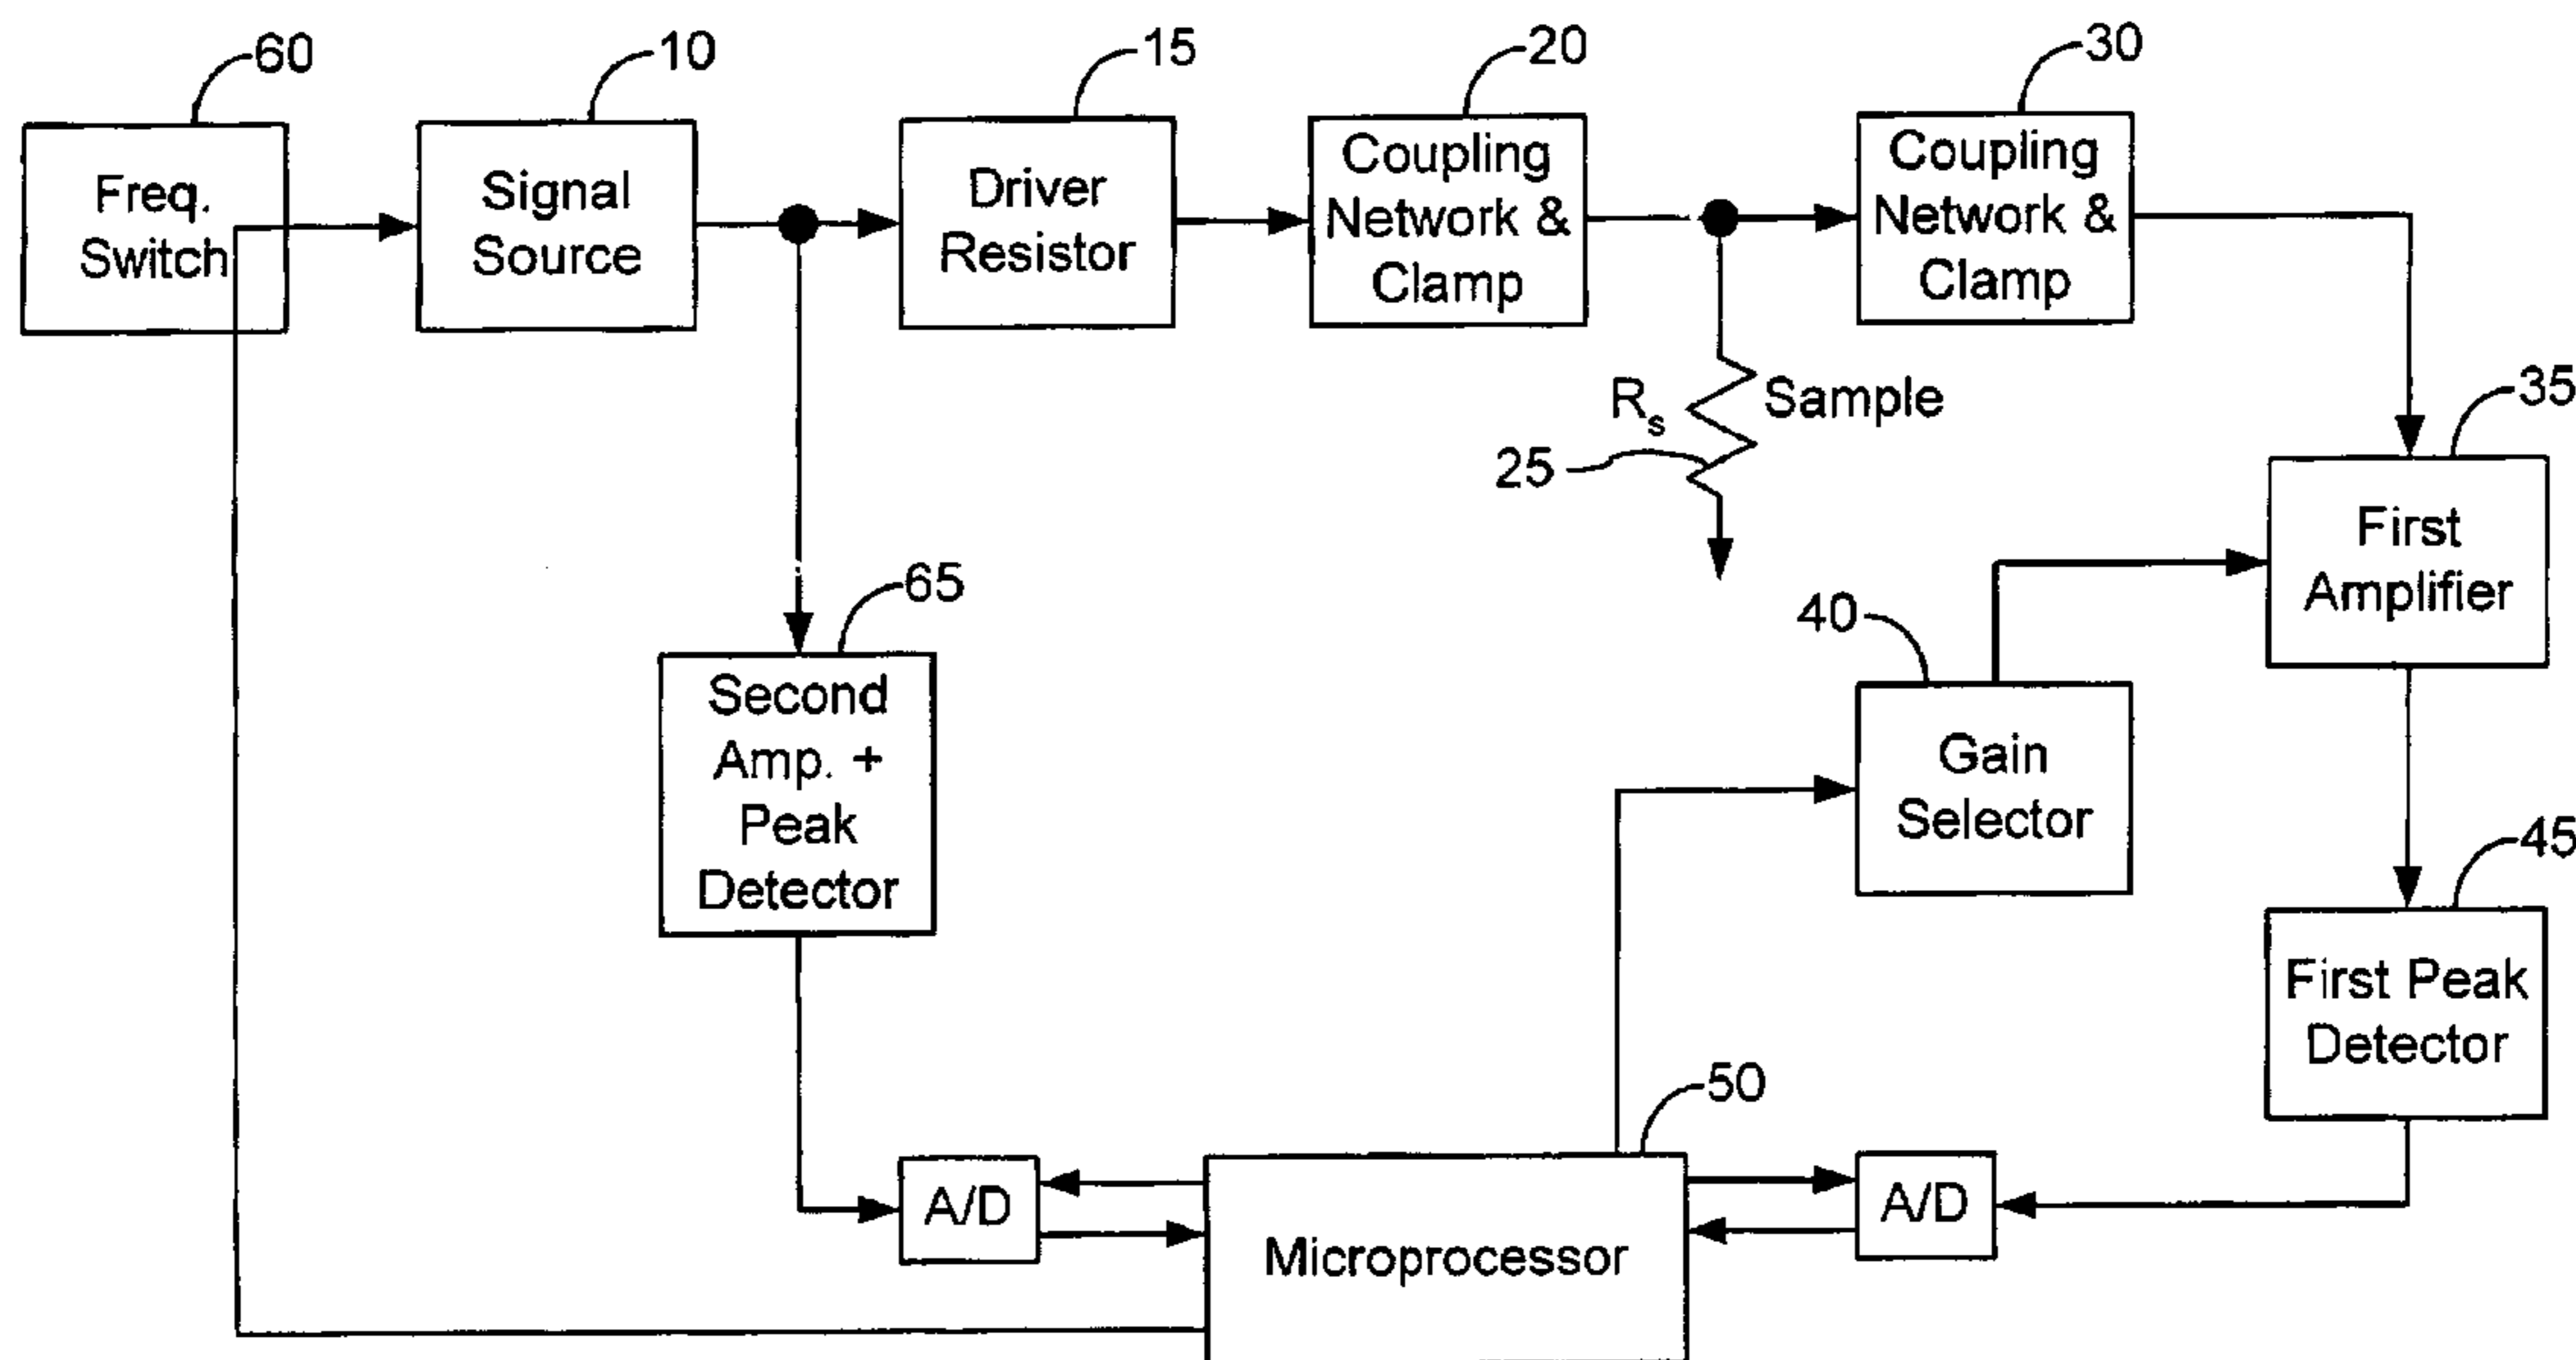 60
10
15
20
30
Freq.
Switch
Signal
Source
Driver
Resistor
Coupling
Network &
Clamp
Coupling
Network &
Clamp
Rs
Sample
25
35
First
Amplifier
65
Second
Amp. +
Peak
Detector
40
Gain
Selector
45
First Peak
Detector
50
A/D
Microprocessor
A/D